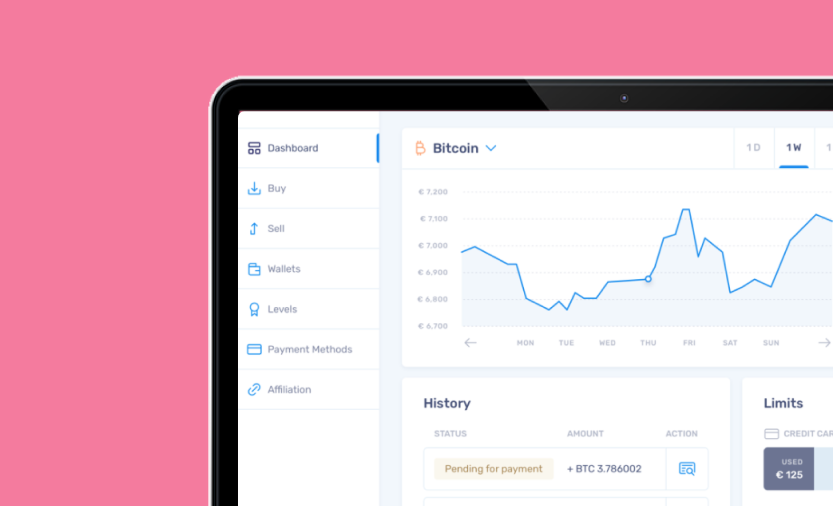 Dashboard
Buy
Sell
Wallets
Levels
Payment Methods
Affiliation
Bitcoin
1 D
1 W
1
€ 7,200
€ 7,100
€ 7,000
€ 6,900
€ 6,800
€ 6,700
MON TUE WED THU FRI SAT SUN
History
STATUS AMOUNT ACTION
Pending for payment + BTC 3.786002
Limits
CREDIT CAR
USED
€ 125